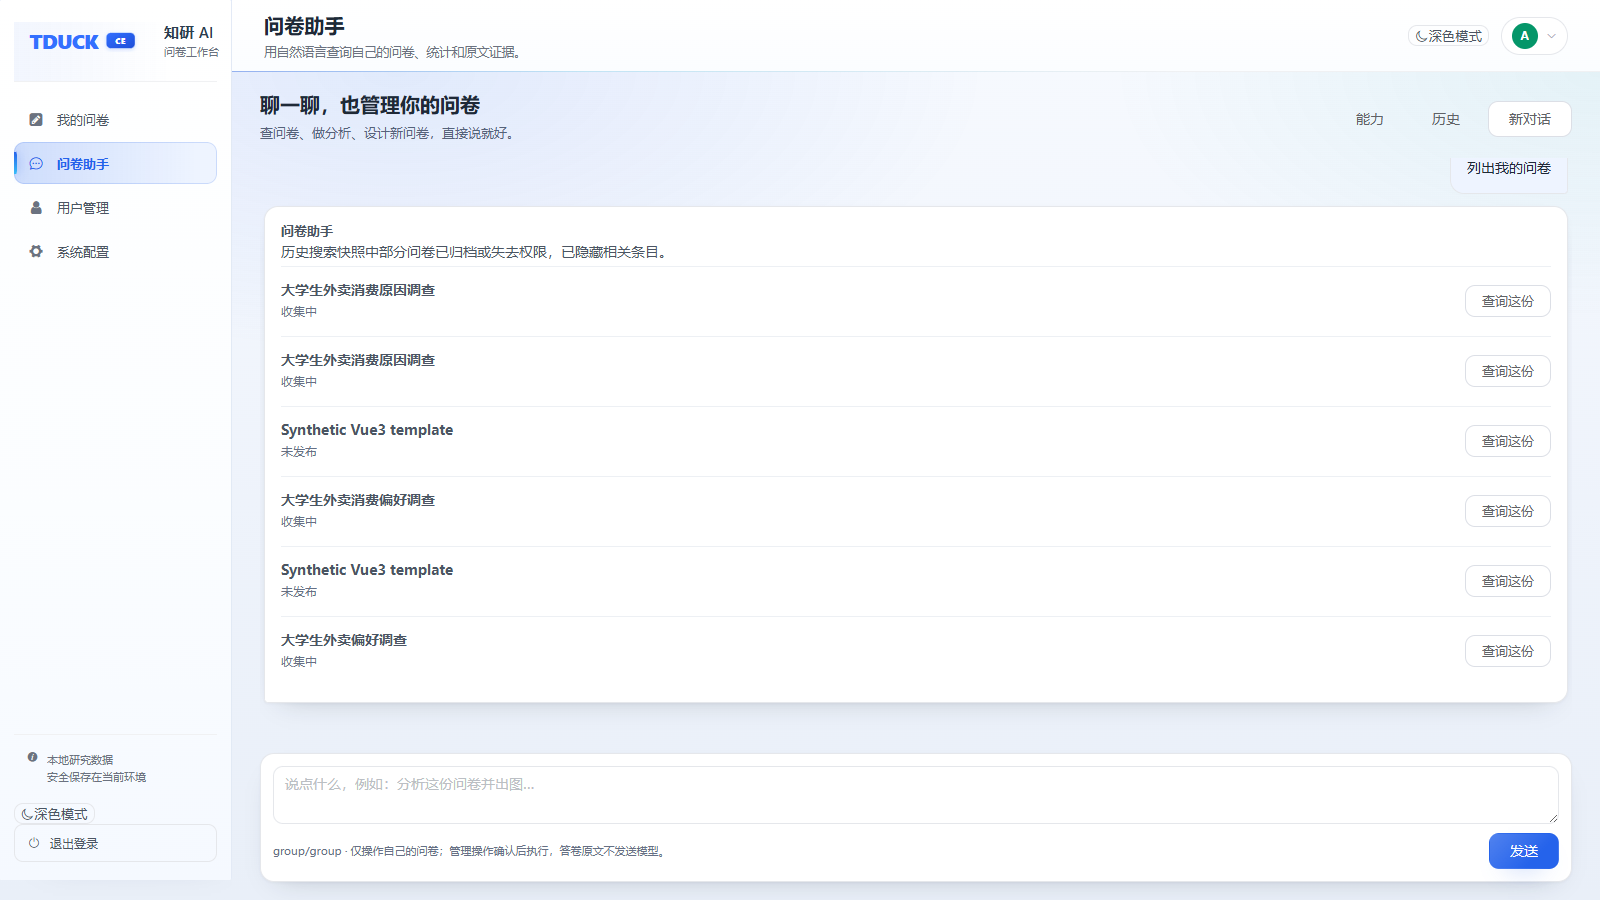 TDUCK CE
知研 AI
问卷工作台
我的问卷
问卷助手
用户管理
系统配置
本地研究数据
安全保存在当前环境
深色模式
退出登录
问卷助手
用自然语言查询自己的问卷、统计和原文证据。
深色模式
A
聊一聊，也管理你的问卷
查问卷、做分析、设计新问卷，直接说就好。
能力
历史
新对话
列出我的问卷
问卷助手
历史搜索快照中部分问卷已归档或失去权限，已隐藏相关条目。
大学生外卖消费原因调查
收集中
查询这份
大学生外卖消费原因调查
收集中
查询这份
Synthetic Vue3 template
未发布
查询这份
大学生外卖消费偏好调查
收集中
查询这份
Synthetic Vue3 template
未发布
查询这份
大学生外卖偏好调查
收集中
查询这份
说点什么，例如：分析这份问卷并出图...
group/group · 仅操作自己的问卷；管理操作确认后执行，答卷原文不发送模型。
发送